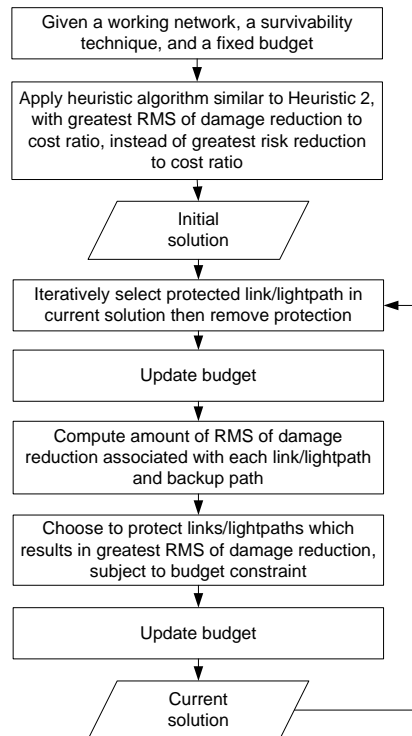 Given a working network, a survivability
technique, and a fixed budget
Apply heuristic algorithm similar to Heuristic 2,
with greatest RMS of damage reduction to
cost ratio, instead of greatest risk reduction
to cost ratio
Initial
solution
Iteratively select protected link/lightpath in
current solution then remove protection
Update budget
Compute amount of RMS of damage
reduction associated with each link/lightpath
and backup path
Choose to protect links/lightpaths which
results in greatest RMS of damage reduction,
subject to budget constraint
Update budget
Current
solution